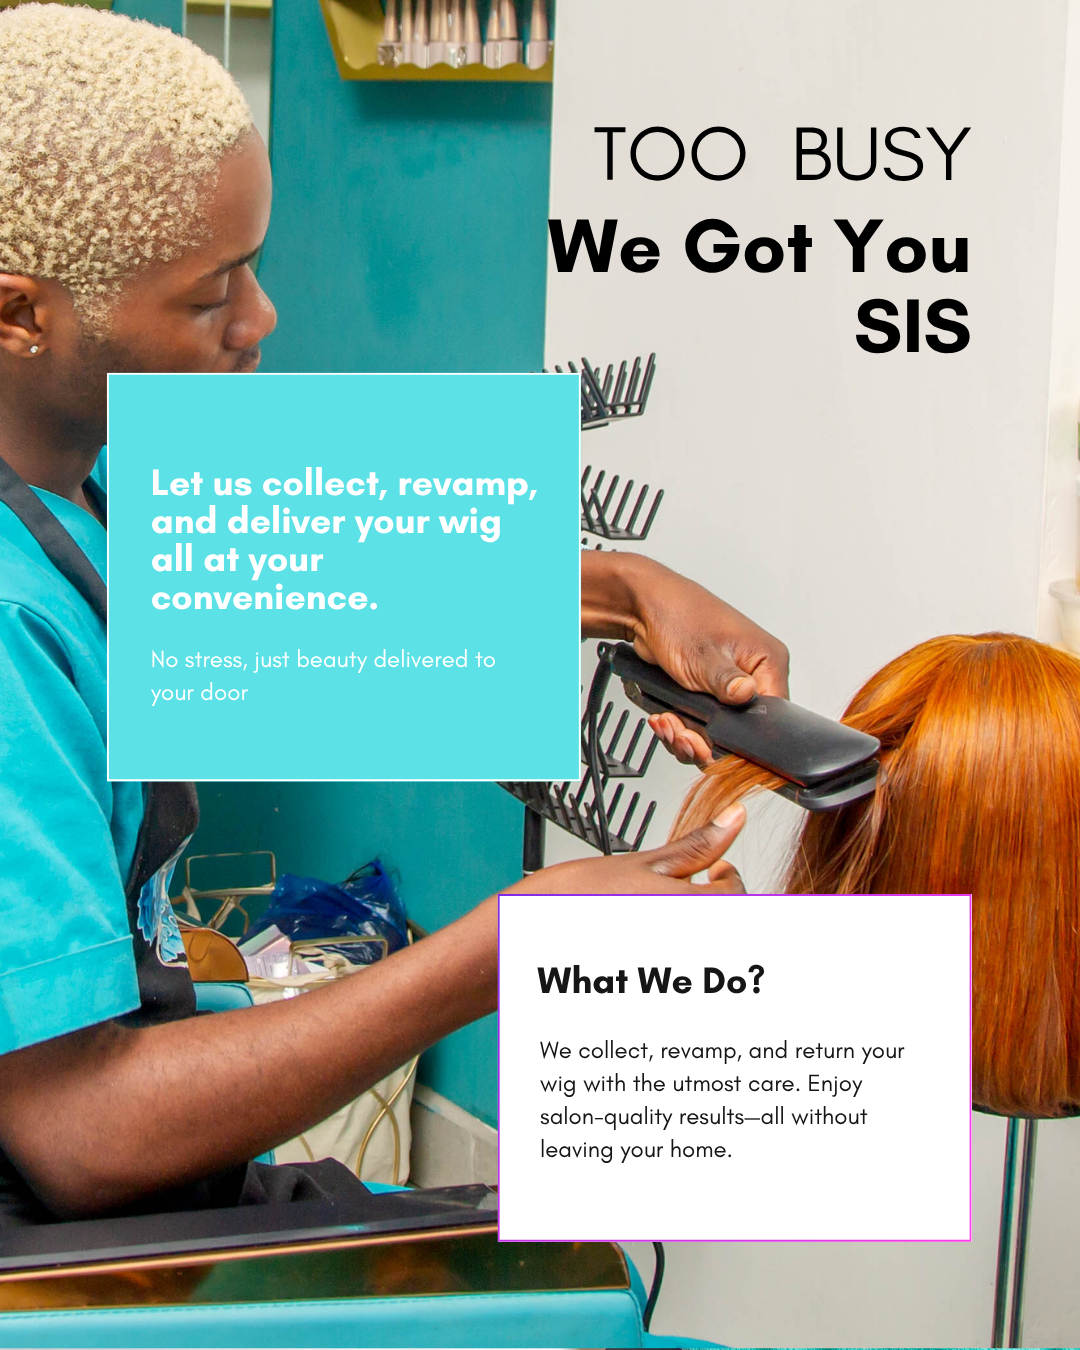 TOO BUSY
We Got You
SIS
Let us collect, revamp,
and deliver your wig
all at your
convenience.
No stress, just beauty delivered to
your door
What We Do?
We collect, revamp, and return your
wig with the utmost care. Enjoy
salon-quality results—all without
leaving your home.